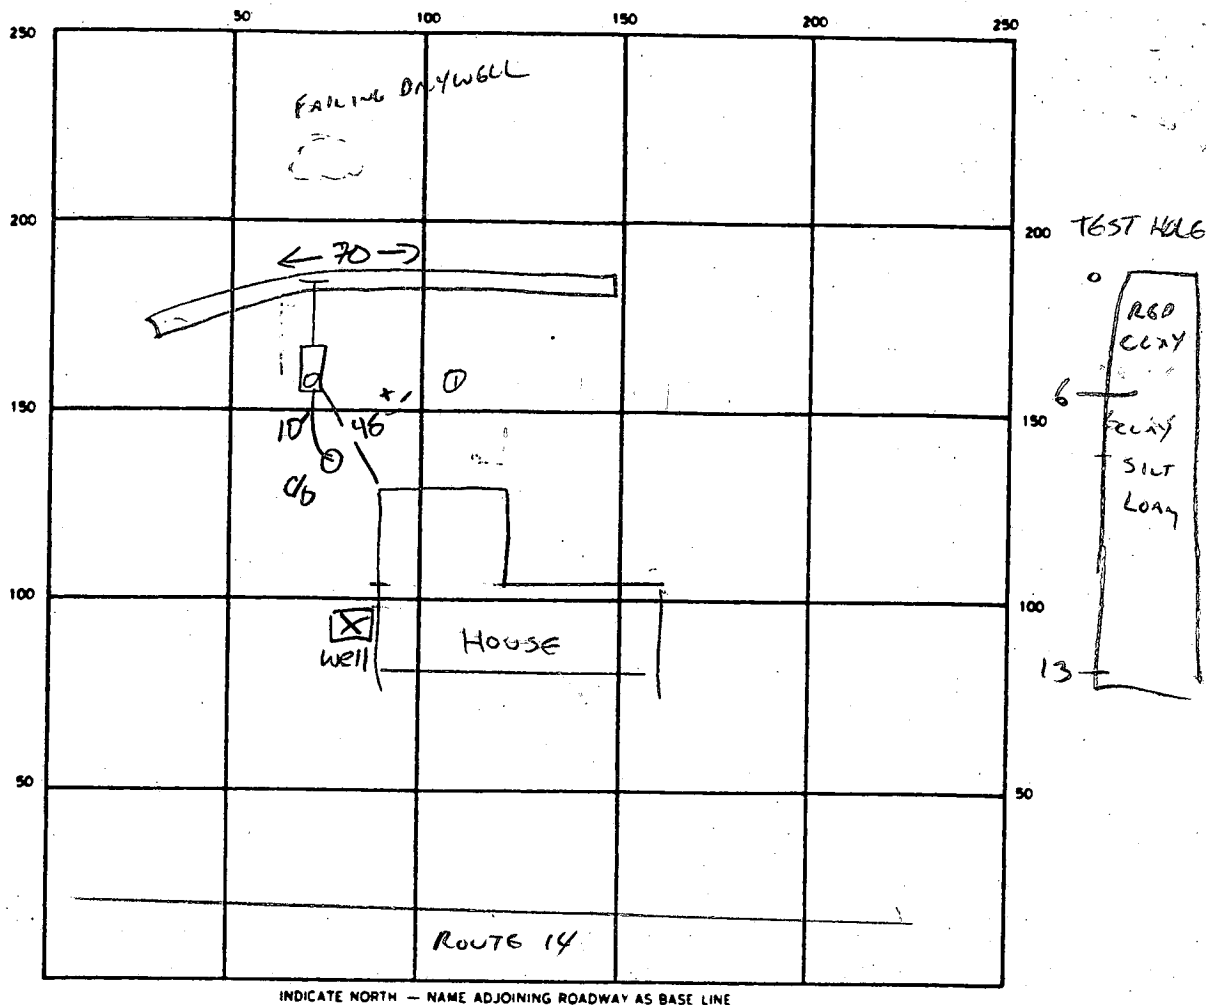 50 100 150 200 250
250
FAILING DRYWELL
200 200
TEST HOLE
← 70 →
0
RED
CLAY
6
150 150
10 46
C/O
CLAY
SILT
LOAM
100 100
X
well
HOUSE
13
50 50
ROUTE 14
INDICATE NORTH — NAME ADJOINING ROADWAY AS BASE LINE